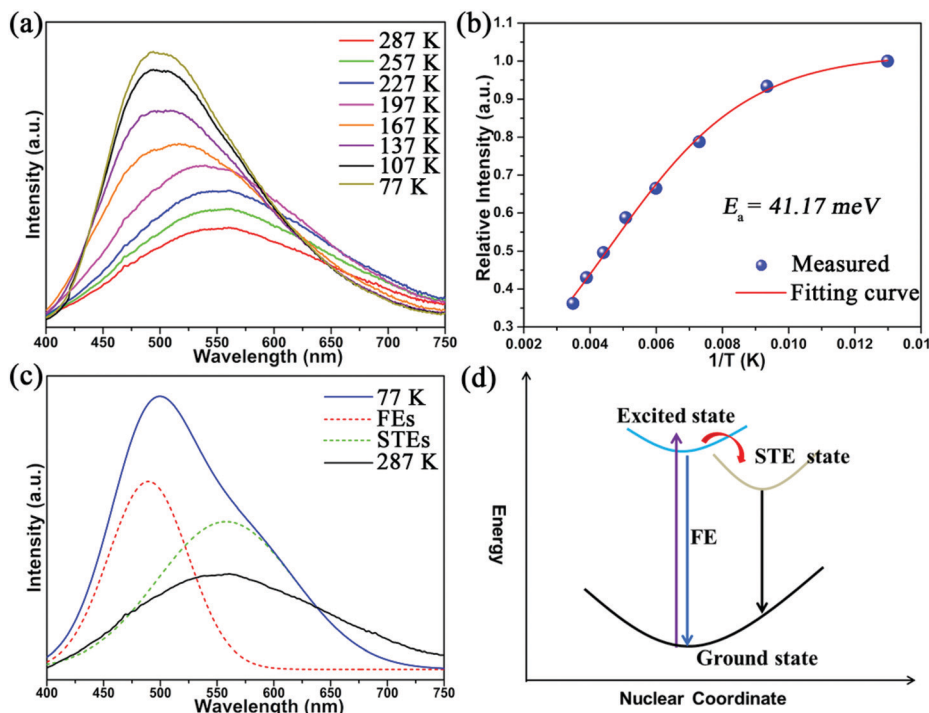 (a)
287 K
257 K
227 K
197 K
167 K
137 K
107 K
77 K
Intensity (a.u.)
400 450 500 550 600 650 700 750
Wavelength (nm)
(b)
1.1
1.0
0.9
0.8
0.7
0.6
0.5
0.4
0.3
Relative Intensity (a.u.)
Eₐ = 41.17 meV
Measured
Fitting curve
0.002 0.004 0.006 0.008 0.010 0.012 0.01
1/T (K)
(c)
77 K
FEs
STEs
287 K
Intensity (a.u.)
400 450 500 550 600 650 700 750
Wavelength (nm)
(d)
Excited state
STE state
FE
Energy
Ground state
Nuclear Coordinate